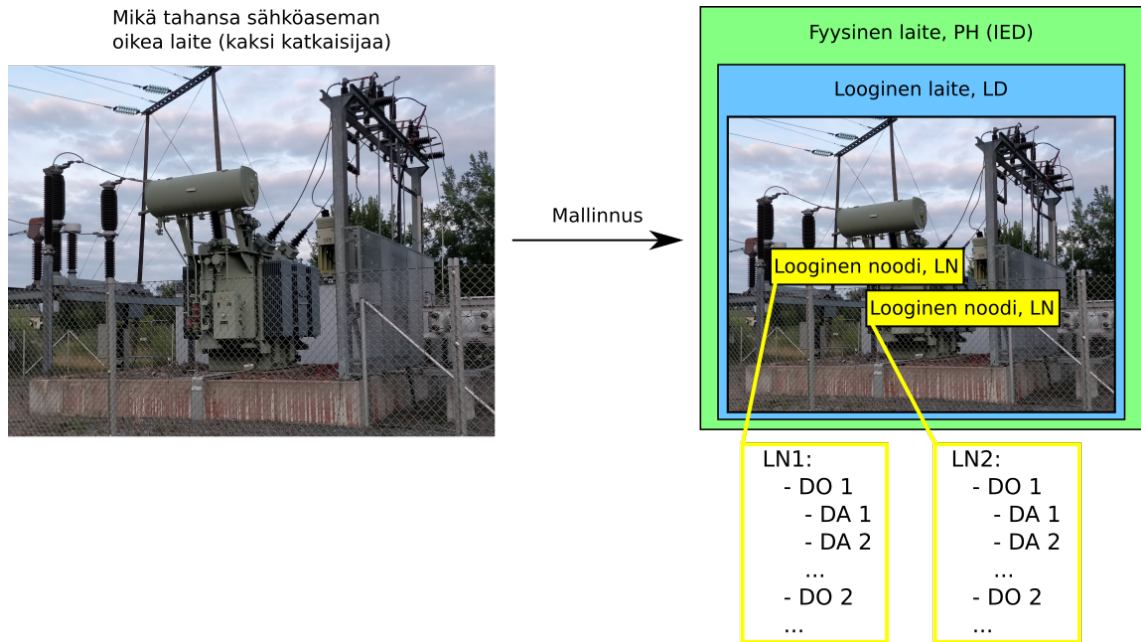 Mikä tahansa sähköaseman
oikea laite (kaksi katkaisijaa)
Mallinnus
Fyysinen laite, PH (IED)
Looginen laite, LD
Looginen noodi, LN
Looginen noodi, LN
LN1:
- DO 1
- DA 1
- DA 2
...
- DO 2
...
LN2:
- DO 1
- DA 1
- DA 2
...
- DO 2
...